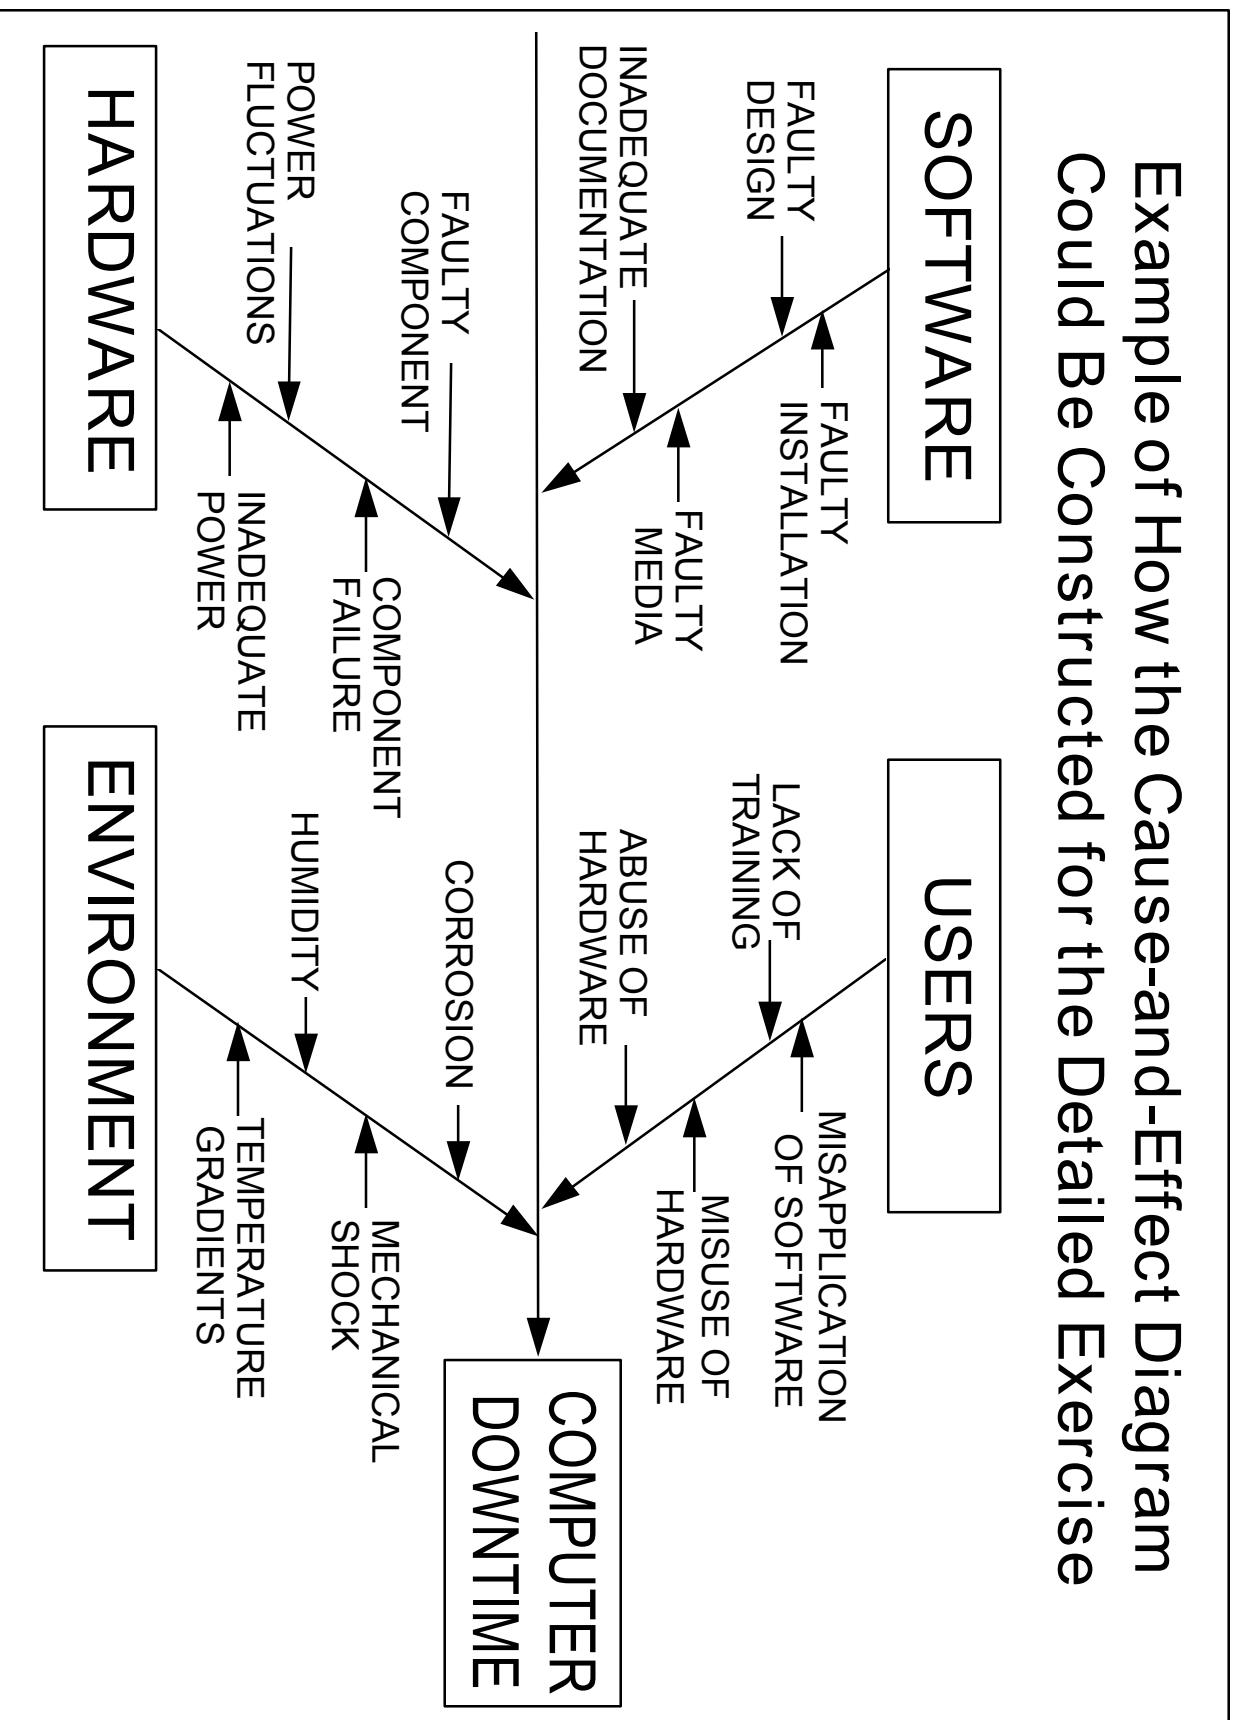 Example of How the Cause-and-Effect Diagram
Could Be Constructed for the Detailed Exercise
SOFTWARE
USERS
FAULTY
DESIGN
FAULTY
INSTALLATION
INADEQUATE
DOCUMENTATION
FAULTY
MEDIA
LACK OF
TRAINING
MISAPPLICATION
OF SOFTWARE
ABUSE OF
HARDWARE
MISUSE OF
HARDWARE
COMPUTER
DOWNTIME
FAULTY
COMPONENT
COMPONENT
FAILURE
POWER
FLUCTUATIONS
INADEQUATE
POWER
CORROSION
MECHANICAL
SHOCK
HUMIDITY
TEMPERATURE
GRADIENTS
HARDWARE
ENVIRONMENT